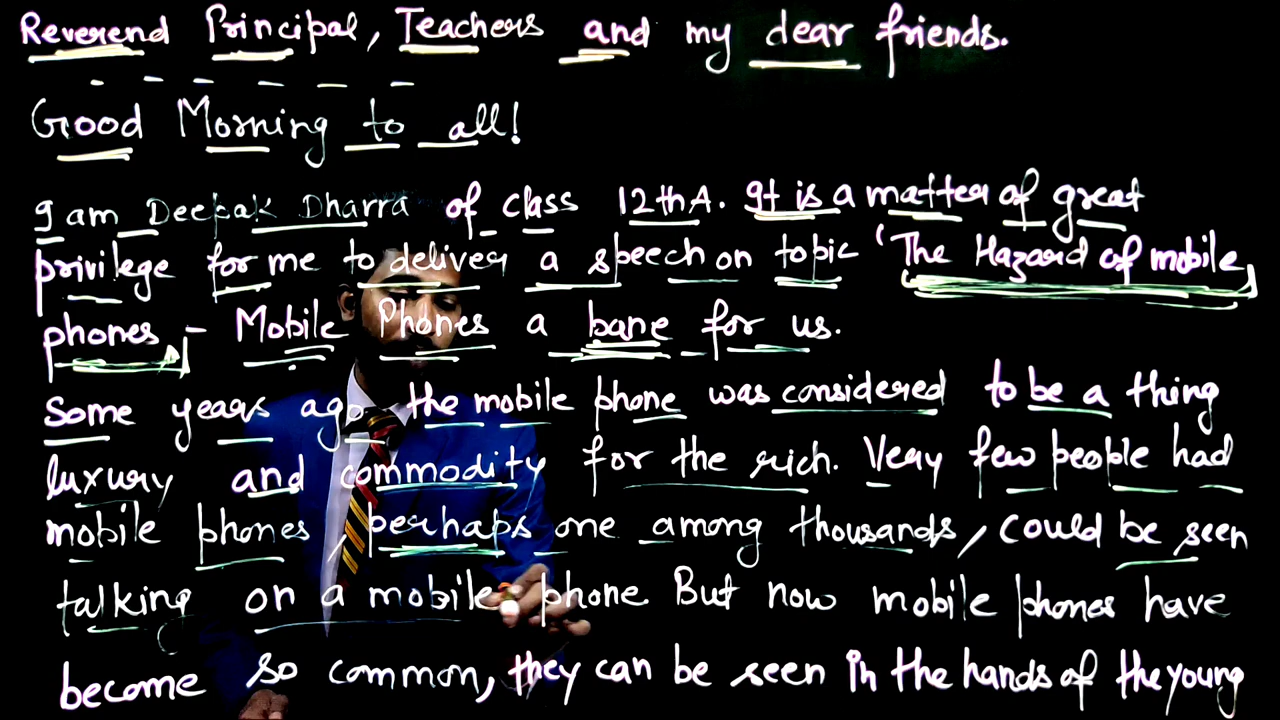 Reverend Principal, Teachers and my dear friends.
Good Morning to all!
I am Deepak Dharra of class 12th A. It is a matter of great
privilege for me to deliver a speech on topic 'The Hazard of mobile
phones - Mobile Phones a bane for us.
Some years ago the mobile phone was considered to be a thing
luxury and commodity for the rich. Very few people had
mobile phones, perhaps one among thousands, could be seen
talking on a mobile phone But now mobile phones have
become so common, they can be seen in the hands of the young